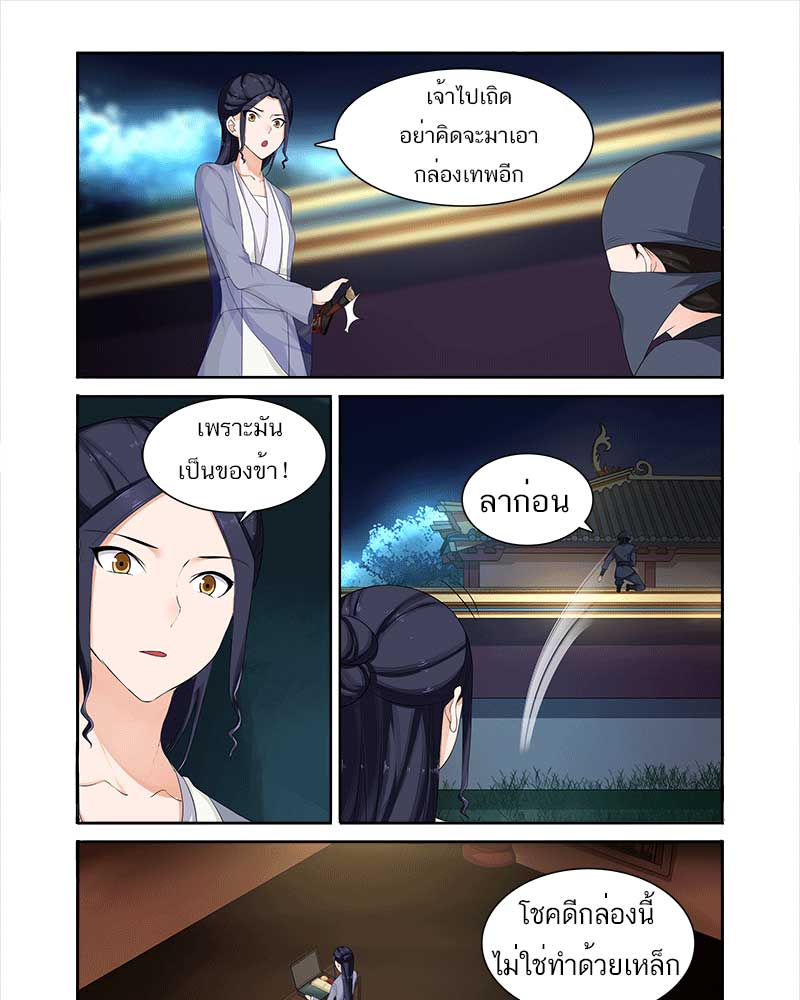 เจ้าไปเถิด
อย่าคิดจะมาเอา
กล่องเทพอีก
เพราะมัน
เป็นของข้า!
ลาก่อน
โชคดีกล่องนี้
ไม่ใช่ทำด้วยเหล็ก